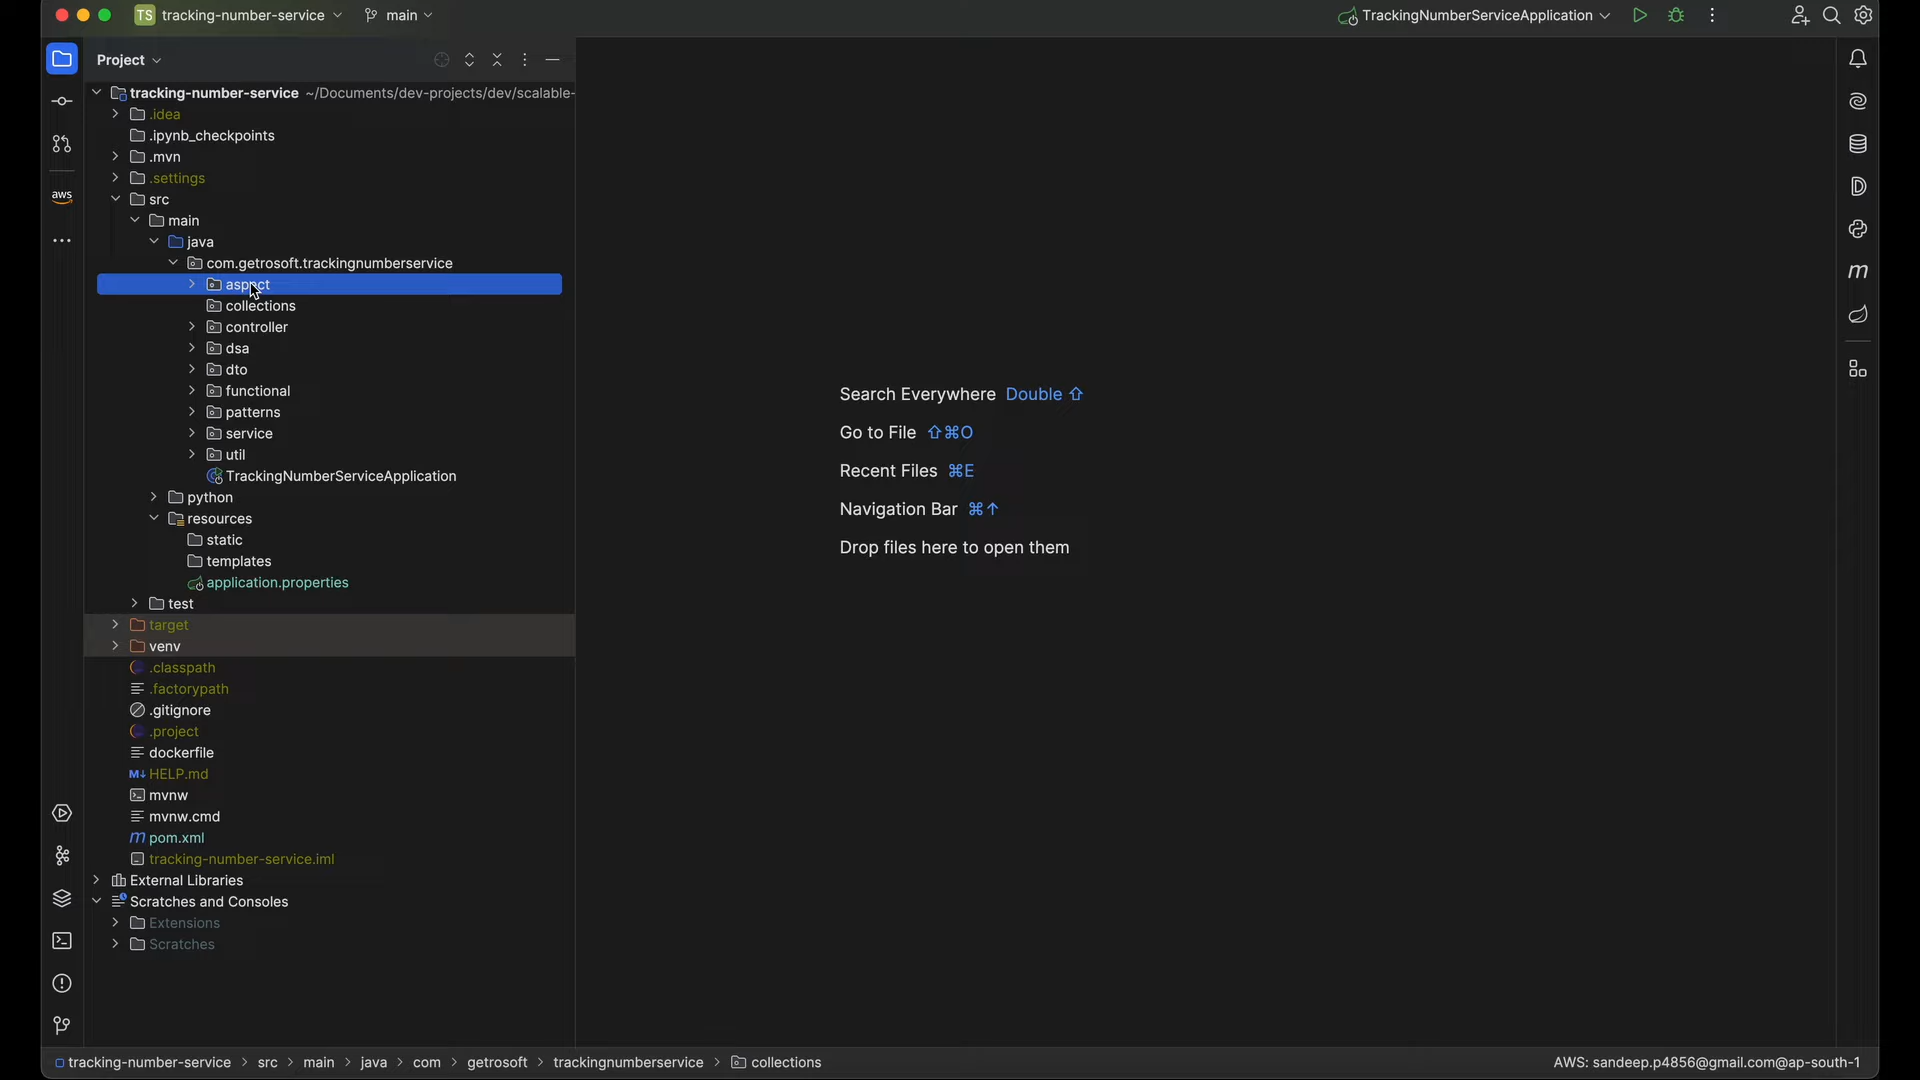 TS tracking-number-service main
TrackingNumberServiceApplication
Project
tracking-number-service ~/Documents/dev-projects/dev/scalable-
.idea
.ipynb_checkpoints
.mvn
.settings
aws
src
main
java
com.getrosoft.trackingnumberservice
aspect
collections
controller
dsa
dto
functional
patterns
service
util
TrackingNumberServiceApplication
python
resources
static
templates
application.properties
test
target
venv
.classpath
.factorypath
.gitignore
.project
dockerfile
M↓ HELP.md
mvnw
mvnw.cmd
m pom.xml
tracking-number-service.iml
External Libraries
Scratches and Consoles
Extensions
Scratches
Search Everywhere Double ⇧
Go to File ⇧⌘O
Recent Files ⌘E
Navigation Bar ⌘↑
Drop files here to open them
D
m
tracking-number-service > src > main > java > com > getrosoft > trackingnumberservice > collections
AWS: sandeep.p4856@gmail.com@ap-south-1